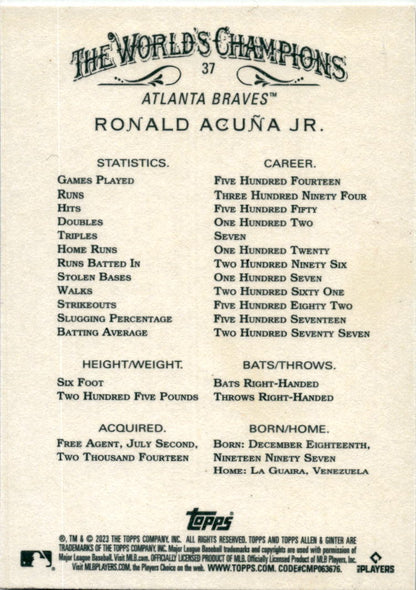 The World's Champions
37
ATLANTA BRAVES™
RONALD ACUÑA JR.
STATISTICS. CAREER.
Games Played Five Hundred Fourteen
Runs Three Hundred Ninety Four
Hits Five Hundred Fifty
Doubles One Hundred Two
Triples Seven
Home Runs One Hundred Twenty
Runs Batted In Two Hundred Ninety Six
Stolen Bases One Hundred Seven
Walks Two Hundred Sixty One
Strikeouts Five Hundred Eighty Two
Slugging Percentage Five Hundred Seventeen
Batting Average Two Hundred Seventy Seven
HEIGHT/WEIGHT. BATS/THROWS.
Six Foot Bats Right-Handed
Two Hundred Five Pounds Throws Right-Handed
ACQUIRED. BORN/HOME.
Free Agent, July Second, Born: December Eighteenth,
Two Thousand Fourteen Nineteen Ninety Seven
Home: La Guaira, Venezuela
Topps
®, TM & © 2023 THE TOPPS COMPANY, INC. ALL RIGHTS RESERVED. TOPPS AND TOPPS ALLEN & GINTER ARE
TRADEMARKS OF THE TOPPS COMPANY, INC. Major League Baseball trademarks and copyrights are used with permission of
Major League Baseball. Visit MLB.com. OFFICIALLY LICENSED PRODUCT OF MLB. Officially Licensed Product of MLB Players, Inc.
Visit MLBPLAYERS.COM, the Players Choice on the web. WWW.TOPPS.COM. CODE#CMP063676.
PLAYERS